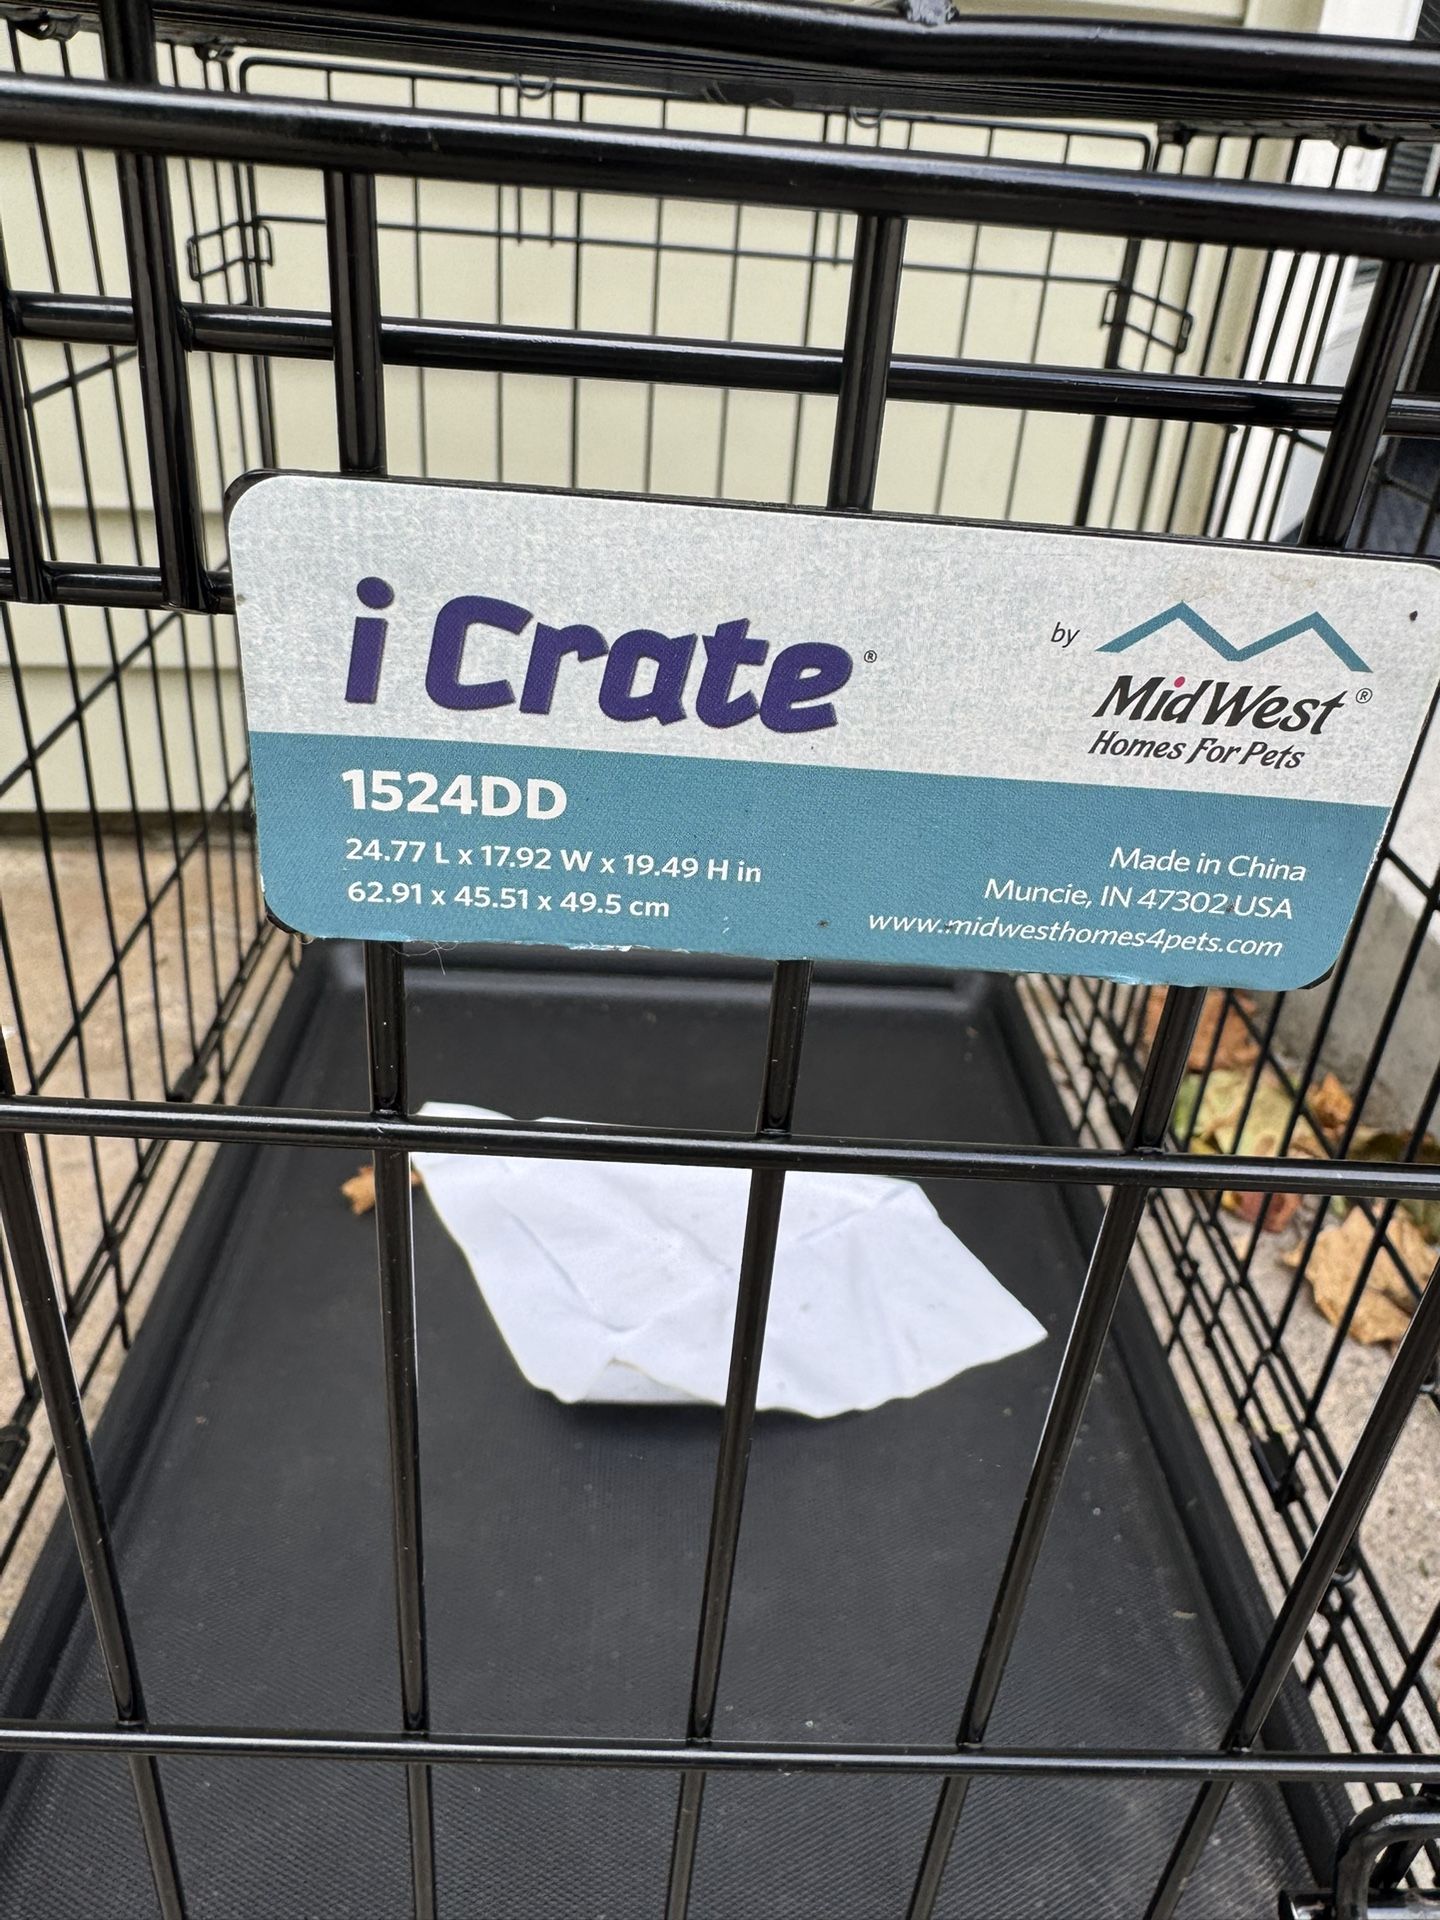 i Crate®
by
MidWest®
Homes For Pets
1524DD
24.77 L x 17.92 W x 19.49 H in
62.91 x 45.51 x 49.5 cm
Made in China
Muncie, IN 47302 USA
www.midwesthomes4pets.com